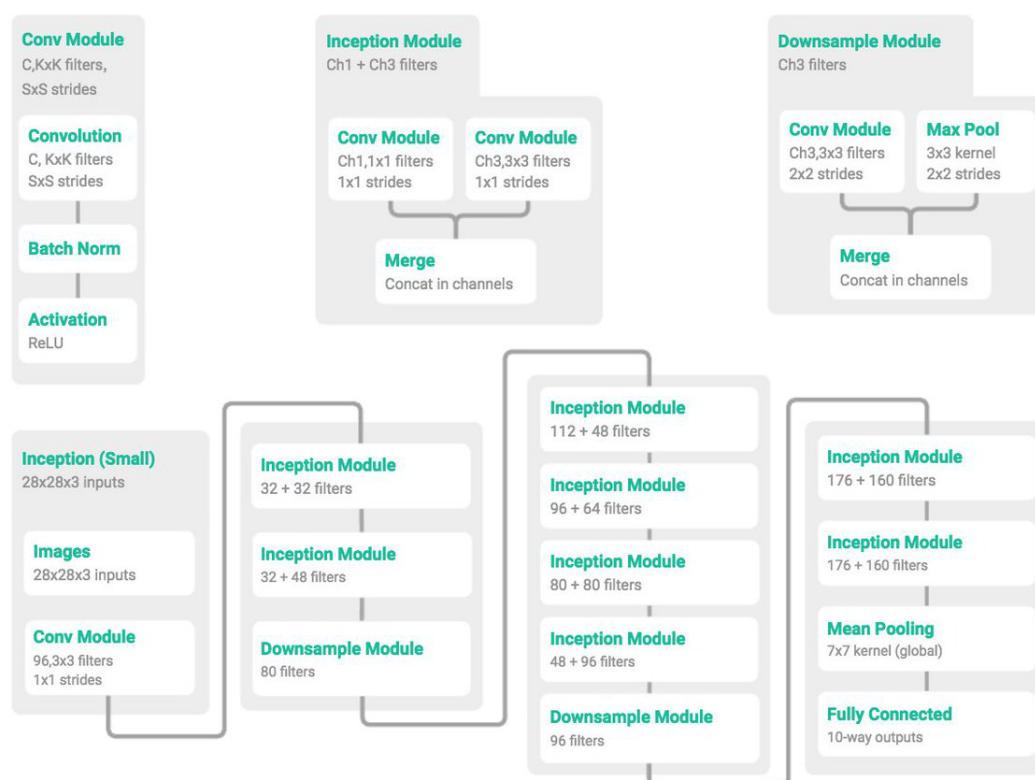 Conv Module
C,KxK filters,
SxS strides
Convolution
C, KxK filters
SxS strides
Batch Norm
Activation
ReLU
Inception Module
Ch1 + Ch3 filters
Conv Module
Ch1,1x1 filters
1x1 strides
Conv Module
Ch3,3x3 filters
1x1 strides
Merge
Concat in channels
Downsample Module
Ch3 filters
Conv Module
Ch3,3x3 filters
2x2 strides
Max Pool
3x3 kernel
2x2 strides
Merge
Concat in channels
Inception (Small)
28x28x3 inputs
Images
28x28x3 inputs
Conv Module
96,3x3 filters
1x1 strides
Inception Module
32 + 32 filters
Inception Module
32 + 48 filters
Downsample Module
80 filters
Inception Module
112 + 48 filters
Inception Module
96 + 64 filters
Inception Module
80 + 80 filters
Inception Module
48 + 96 filters
Downsample Module
96 filters
Inception Module
176 + 160 filters
Inception Module
176 + 160 filters
Mean Pooling
7x7 kernel (global)
Fully Connected
10-way outputs